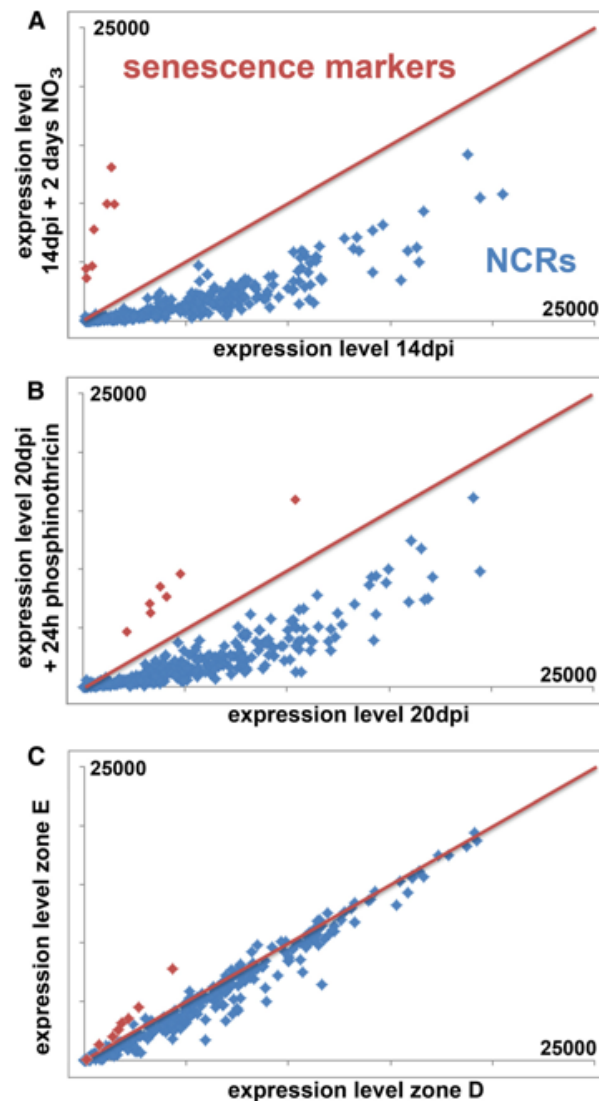 A
25000
senescence markers
expression level
14dpi + 2 days NO₃
NCRs
25000
expression level 14dpi
B
25000
expression level 20dpi
+ 24h phosphinothricin
25000
expression level 20dpi
C
25000
expression level zone E
25000
expression level zone D